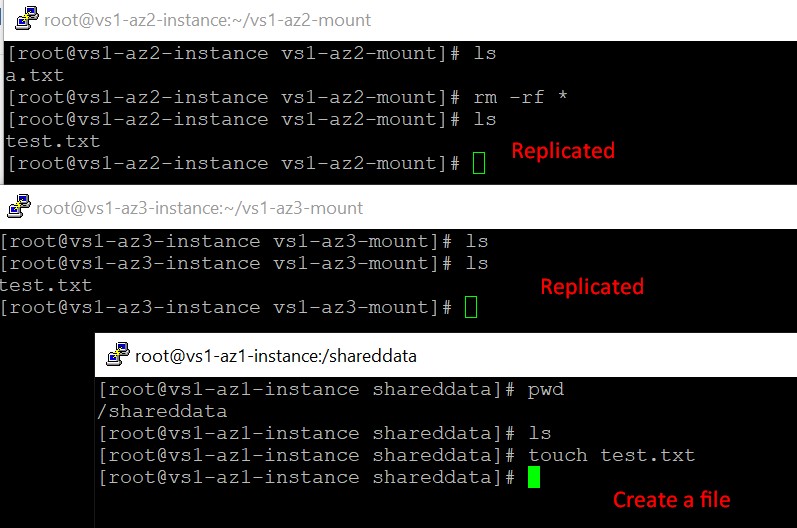 root@vs1-az2-instance:~/vs1-az2-mount
[root@vs1-az2-instance vs1-az2-mount]# ls
a.txt
[root@vs1-az2-instance vs1-az2-mount]# rm -rf *
[root@vs1-az2-instance vs1-az2-mount]# ls
test.txt
[root@vs1-az2-instance vs1-az2-mount]#
Replicated
root@vs1-az3-instance:~/vs1-az3-mount
[root@vs1-az3-instance vs1-az3-mount]# ls
[root@vs1-az3-instance vs1-az3-mount]# ls
test.txt
[root@vs1-az3-instance vs1-az3-mount]#
Replicated
root@vs1-az1-instance:/shareddata
[root@vs1-az1-instance shareddata]# pwd
/shareddata
[root@vs1-az1-instance shareddata]# ls
[root@vs1-az1-instance shareddata]# touch test.txt
[root@vs1-az1-instance shareddata]#
Create a file